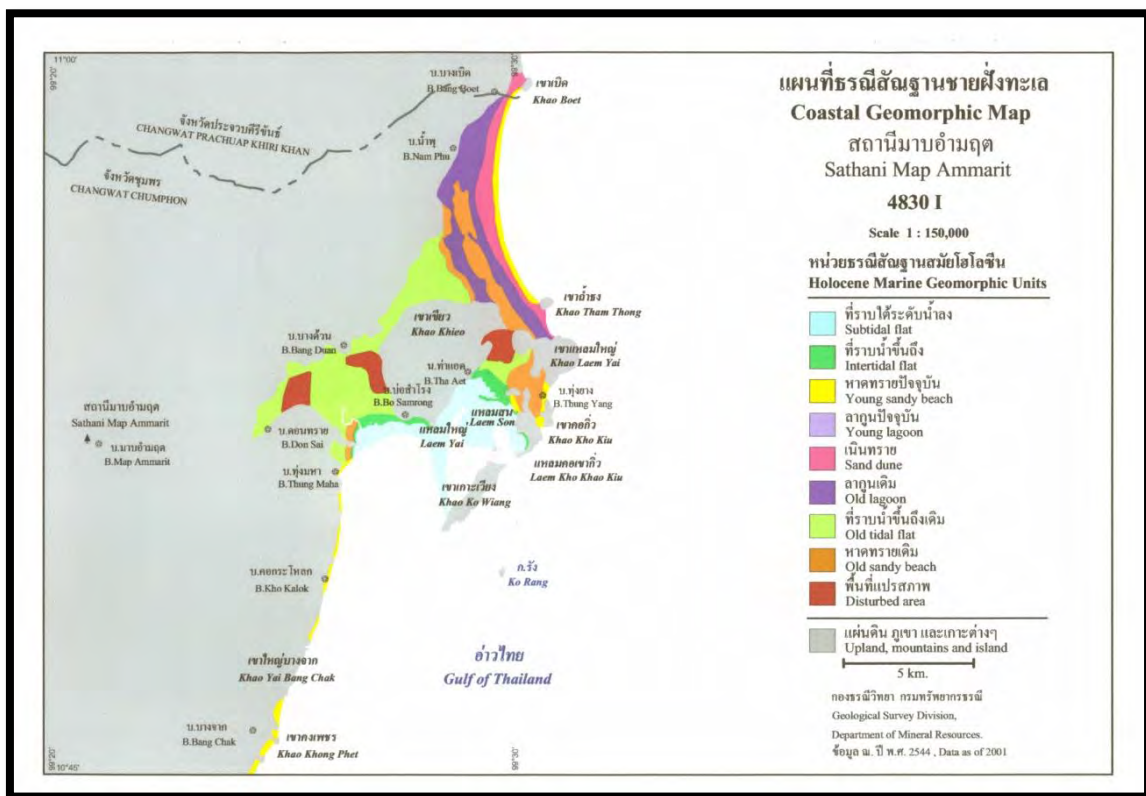 11°00'
99°20'
99°30'
บ.บางเบิด
B.Bang Boet
เขาเบิด
Khao Boet
จังหวัดประจวบคีรีขันธ์
CHANGWAT PRACHUAP KHIRI KHAN
บ.น้ำพุ
B.Nam Phu
จังหวัดชุมพร
CHANGWAT CHUMPHON
เขาถ้ำธง
Khao Tham Thong
เขาเขียว
Khao Khieo
บ.บางด้วน
B.Bang Duan
เขาแหลมใหญ่
Khao Laem Yai
บ.ท่าแอด
B.Tha Aet
บ.บ่อสำโรง
B.Bo Samrong
บ.ทุ่งยาง
B.Thung Yang
สถานีมาบอำมฤต
Sathani Map Ammarit
บ.มาบอำมฤต
B.Map Ammarit
บ.ดอนทราย
B.Don Sai
แหลมใหญ่
Laem Yai
แหลมสน
Laem Son
เขาคอกิ่ว
Khao Kho Kiu
แหลมคอเขากิ่ว
Laem Kho Khao Kiu
บ.ทุ่งมหา
B.Thung Maha
เขาเกาะเวียง
Khao Ko Wiang
บ.คอกระโหลก
B.Kho Kalok
ก.รัง
Ko Rang
เขาใหญ่บางจาก
Khao Yai Bang Chak
อ่าวไทย
Gulf of Thailand
บ.บางจาก
B.Bang Chak
เขาคงเพชร
Khao Khong Phet
99°20'
10°45'
99°30'
แผนที่ธรณีสัณฐานชายฝั่งทะเล
Coastal Geomorphic Map
สถานีมาบอำมฤต
Sathani Map Ammarit
4830 I
Scale 1 : 150,000
หน่วยธรณีสัณฐานสมัยโฮโลซีน
Holocene Marine Geomorphic Units
ที่ราบใต้ระดับน้ำลง
Subtidal flat
ที่ราบน้ำขึ้นถึง
Intertidal flat
หาดทรายปัจจุบัน
Young sandy beach
ลากูนปัจจุบัน
Young lagoon
เนินทราย
Sand dune
ลากูนเดิม
Old lagoon
ที่ราบน้ำขึ้นถึงเดิม
Old tidal flat
หาดทรายเดิม
Old sandy beach
พื้นที่แปรสภาพ
Disturbed area
แผ่นดิน ภูเขา และเกาะต่างๆ
Upland, mountains and island
5 km.
กองธรณีวิทยา กรมทรัพยากรธรณี
Geological Survey Division,
Department of Mineral Resources.
ข้อมูล ณ. ปี พ.ศ. 2544 , Data as of 2001